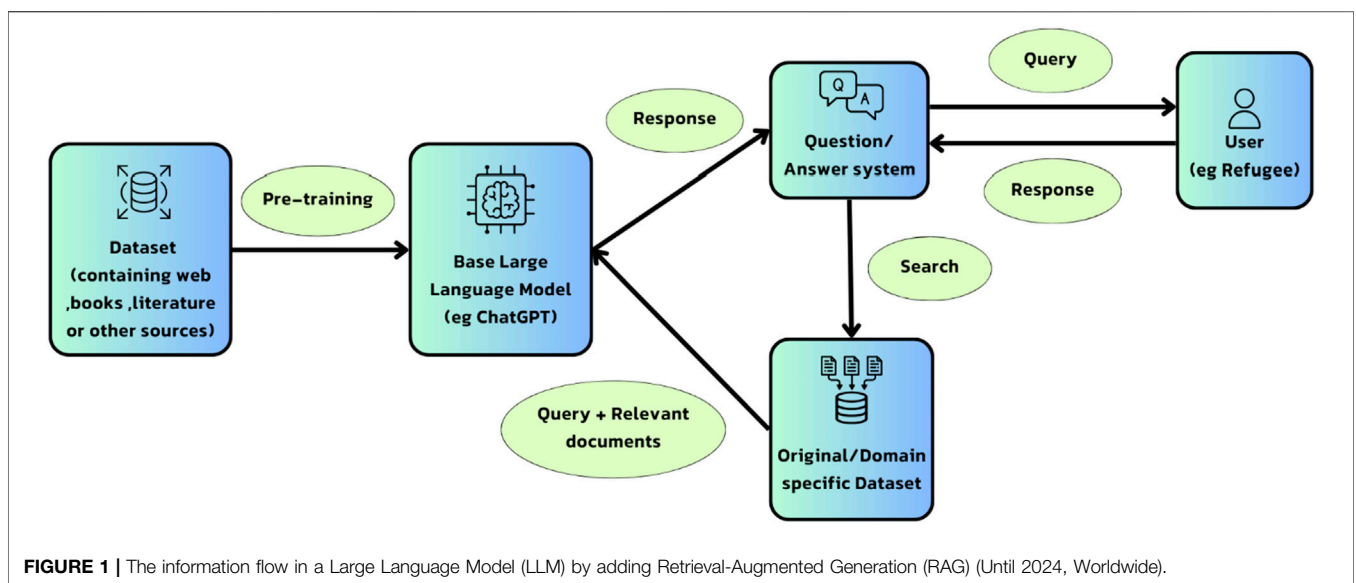 Dataset
(containing web
,books ,literature
or other sources)
Pre-training
Base Large
Language Model
(eg ChatGPT)
Response
Q
A
Question/
Answer system
Query
Response
User
(eg Refugee)
Search
Query + Relevant
documents
Original/Domain
specific Dataset
FIGURE 1 | The information flow in a Large Language Model (LLM) by adding Retrieval-Augmented Generation (RAG) (Until 2024, Worldwide).